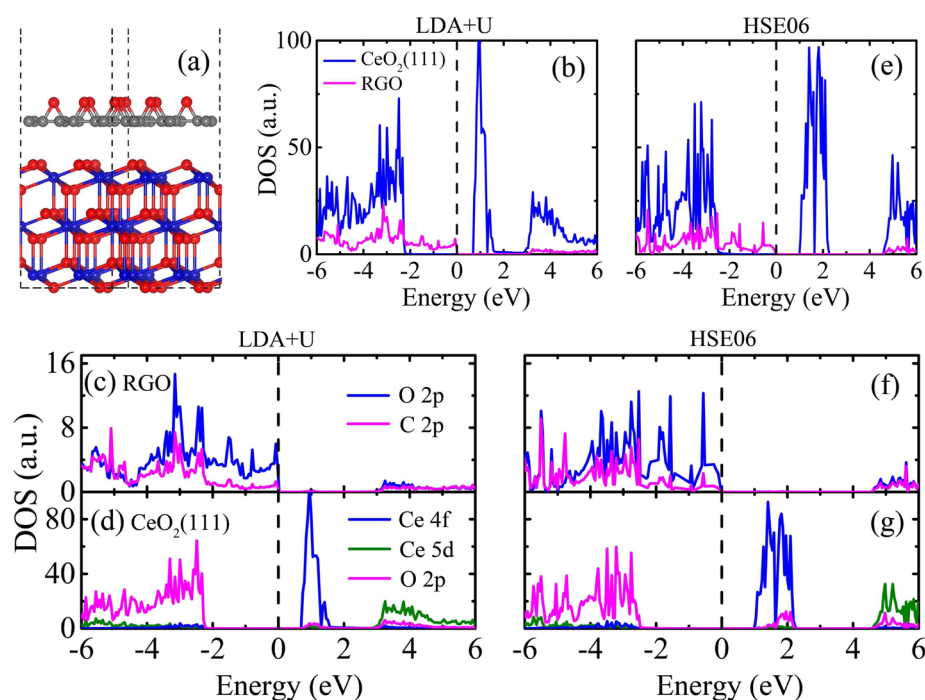 LDA+U
HSE06
(a)
100
50
0
DOS (a.u.)
CeO₂(111)
RGO
(b)
(e)
-6 -4 -2 0 2 4 6
Energy (eV)
-6 -4 -2 0 2 4 6
Energy (eV)
LDA+U
HSE06
16
8
0
DOS (a.u.)
(c) RGO
O 2p
C 2p
(f)
80
40
0
(d) CeO₂(111)
Ce 4f
Ce 5d
O 2p
(g)
-6 -4 -2 0 2 4 6
Energy (eV)
-6 -4 -2 0 2 4 6
Energy (eV)